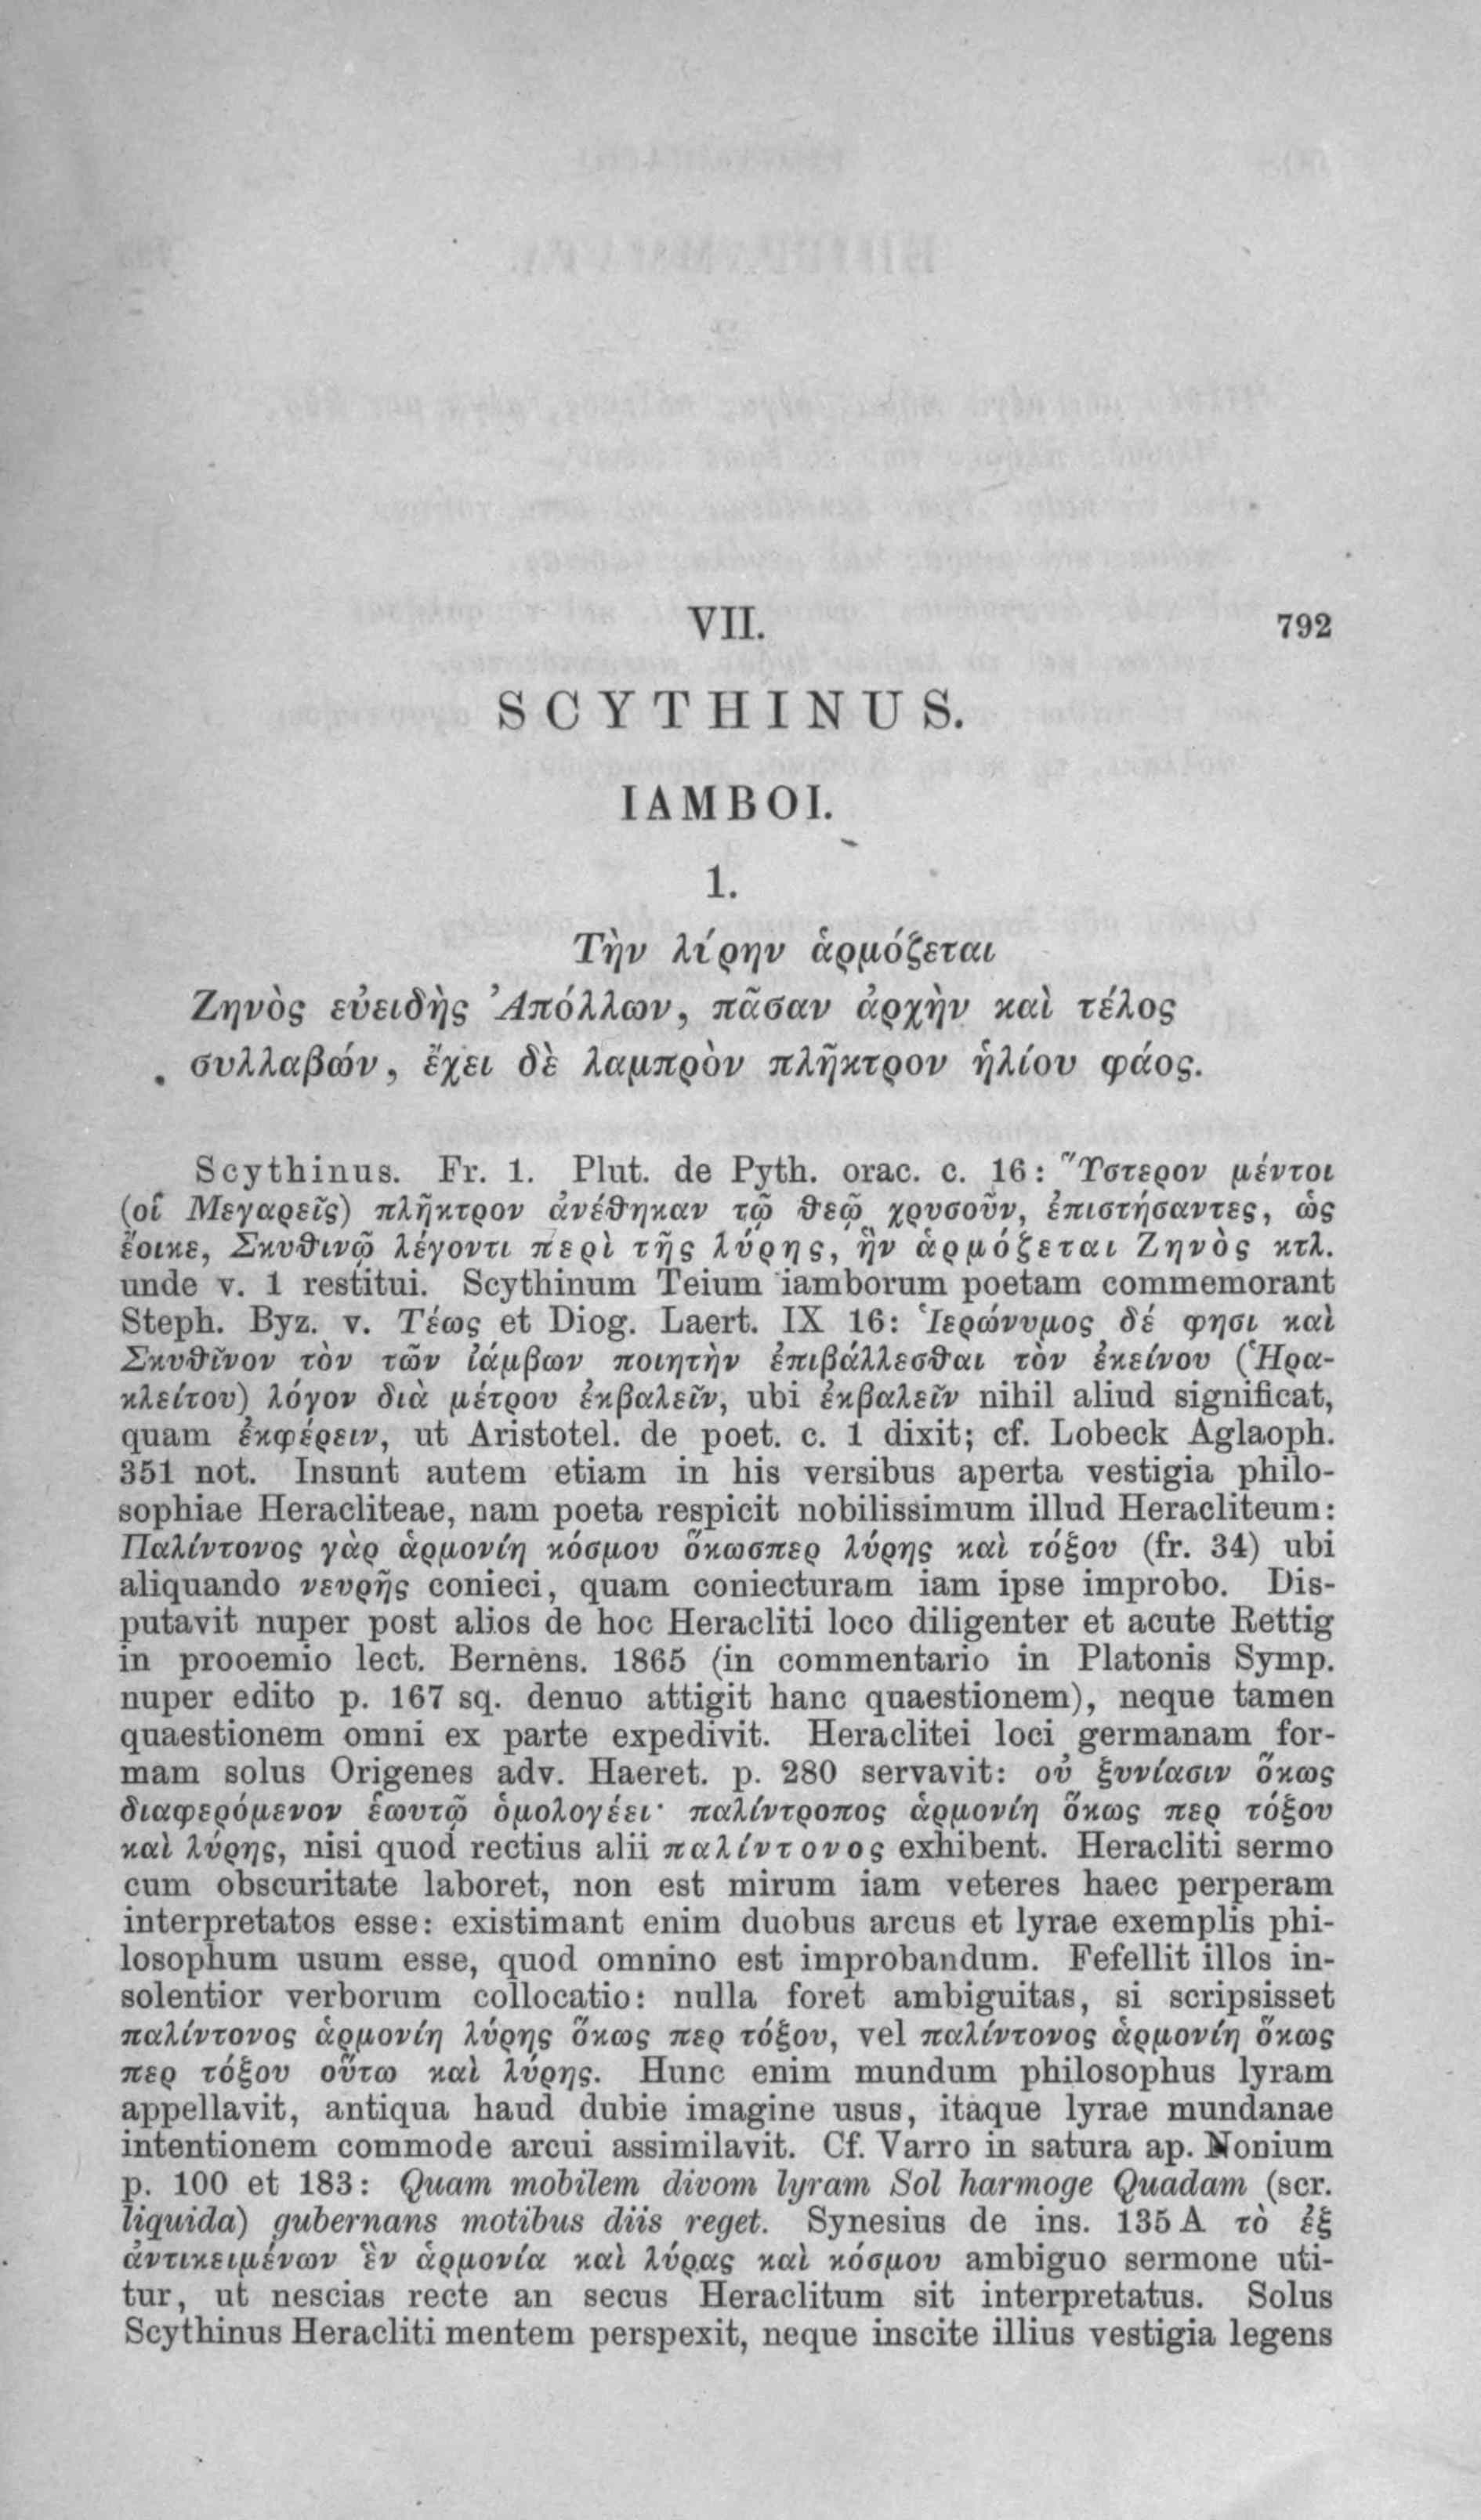 VII. 792
SCYTHINUS.
IAMBOI.
1.
Τὴν λίρην ἁρμόζεται
Ζηνὸς εὐειδὴς Ἀπόλλων, πᾶσαν ἀρχὴν καὶ τέλος
συλλαβών, ἔχει δὲ λαμπρὸν πλῆκτρον ἡλίου φάος.
Scythinus. Fr. 1. Plut. de Pyth. orac. c. 16: Ὕστερον μέντοι
(οἵ Μεγαρεῖς) πλῆκτρον ἀνέθηκαν τῷ θεῷ χρυσοῦν, ἐπιστήσαντες, ὡς
ἔοικε, Σκυθινῷ λέγοντι περὶ τῆς λύρης, ἣν ἁρμόζεται Ζηνὸς κτλ.
unde v. 1 restitui. Scythinum Teium iamborum poetam commemorant
Steph. Byz. v. Τέως et Diog. Laert. IX 16: Ἱερώνυμος δέ φησι καὶ
Σκυθῖνον τὸν τῶν ἰάμβων ποιητὴν ἐπιβάλλεσθαι τὸν ἐκείνου (Ἡρα-
κλείτου) λόγον διὰ μέτρου ἐκβαλεῖν, ubi ἐκβαλεῖν nihil aliud significat,
quam ἐκφέρειν, ut Aristotel. de poet. c. 1 dixit; cf. Lobeck Aglaoph.
351 not. Insunt autem etiam in his versibus aperta vestigia philo-
sophiae Heracliteae, nam poeta respicit nobilissimum illud Heracliteum:
Παλίντονος γὰρ ἁρμονίη κόσμου ὅκωσπερ λύρης καὶ τόξου (fr. 34) ubi
aliquando νευρῆς conieci, quam coniecturam iam ipse improbo. Dis-
putavit nuper post alios de hoc Heracliti loco diligenter et acute Rettig
in prooemio lect. Bernens. 1865 (in commentario in Platonis Symp.
nuper edito p. 167 sq. denuo attigit hanc quaestionem), neque tamen
quaestionem omni ex parte expedivit. Heraclitei loci germanam for-
mam solus Origenes adv. Haeret. p. 280 servavit: οὐ ξυνίασιν ὅκως
διαφερόμενον ἑωυτῷ ὁμολογέει· παλίντροπος ἁρμονίη ὅκως περ τόξου
καὶ λύρης, nisi quod rectius alii παλίντονος exhibent. Heracliti sermo
cum obscuritate laboret, non est mirum iam veteres haec perperam
interpretatos esse: existimant enim duobus arcus et lyrae exemplis phi-
losophum usum esse, quod omnino est improbandum. Fefellit illos in-
solentior verborum collocatio: nulla foret ambiguitas, si scripsisset
παλίντονος ἁρμονίη λύρης ὅκως περ τόξου, vel παλίντονος ἁρμονίη ὅκως
περ τόξου οὕτω καὶ λύρης. Hunc enim mundum philosophus lyram
appellavit, antiqua haud dubie imagine usus, itaque lyrae mundanae
intentionem commode arcui assimilavit. Cf. Varro in satura ap. Nonium
p. 100 et 183: Quam mobilem divom lyram Sol harmoge Quadam (scr.
liquida) gubernans motibus diis reget. Synesius de ins. 135 A τὸ ἐξ
ἀντικειμένων ἓν ἁρμονία καὶ λύρας καὶ κόσμου ambiguo sermone uti-
tur, ut nescias recte an secus Heraclitum sit interpretatus. Solus
Scythinus Heracliti mentem perspexit, neque inscite illius vestigia legens